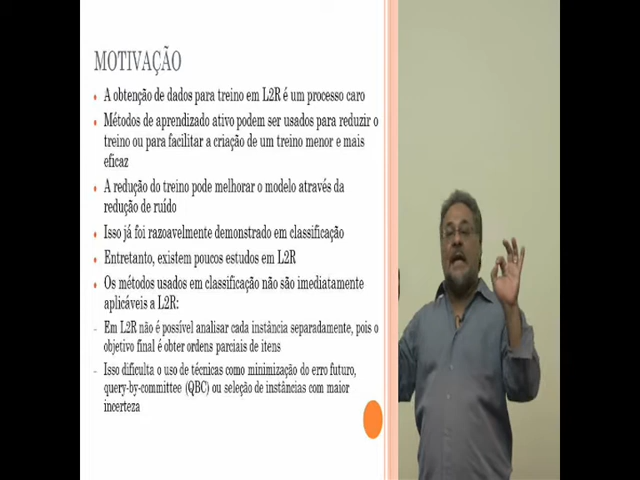 MOTIVAÇÃO
A obtenção de dados para treino em L2R é um processo caro
Métodos de aprendizado ativo podem ser usados para reduzir o
treino ou para facilitar a criação de um treino menor e mais
eficaz
A redução do treino pode melhorar o modelo através da
redução de ruído
Isso já foi razoavelmente demonstrado em classificação
Entretanto, existem poucos estudos em L2R
Os métodos usados em classificação não são imediatamente
aplicáveis a L2R:
- Em L2R não é possível analisar cada instância separadamente, pois o
objetivo final é obter ordens parciais de itens
- Isso dificulta o uso de técnicas como minimização do erro futuro,
query-by-committee (QBC) ou seleção de instâncias com maior
incerteza